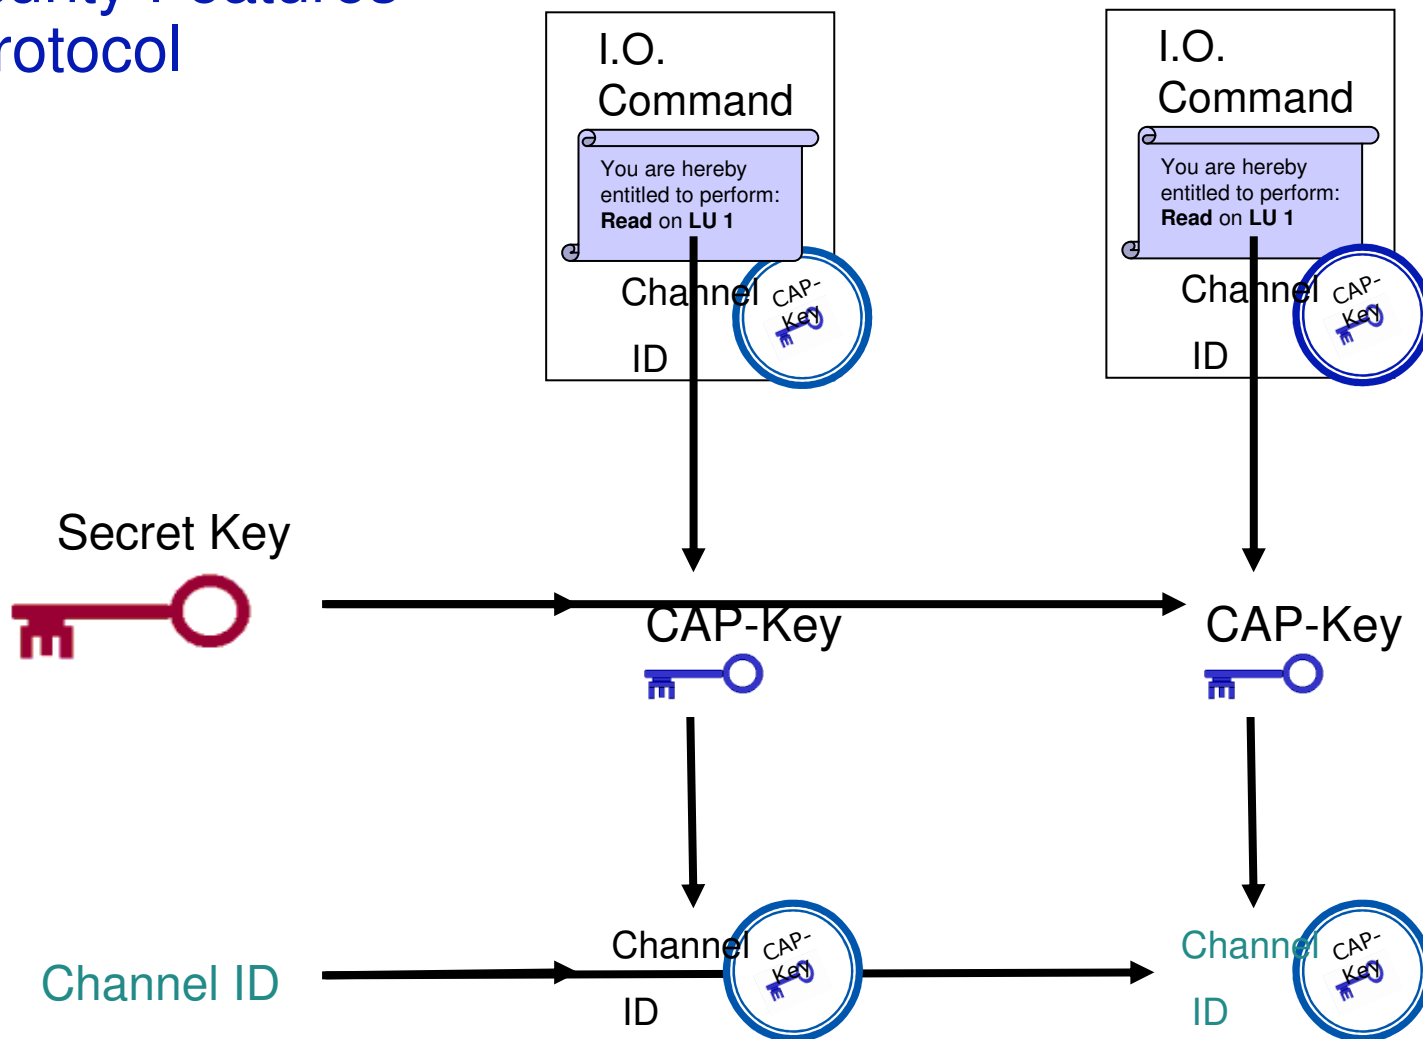 rotocol
I.O.
Command
You are hereby
entitled to perform:
Read on LU 1
Channel
ID
CAP-
Key
I.O.
Command
You are hereby
entitled to perform:
Read on LU 1
Channel
ID
CAP-
Key
Secret Key
CAP-Key
CAP-Key
Channel ID
Channel
ID
CAP-
Key
Channel
ID
CAP-
Key